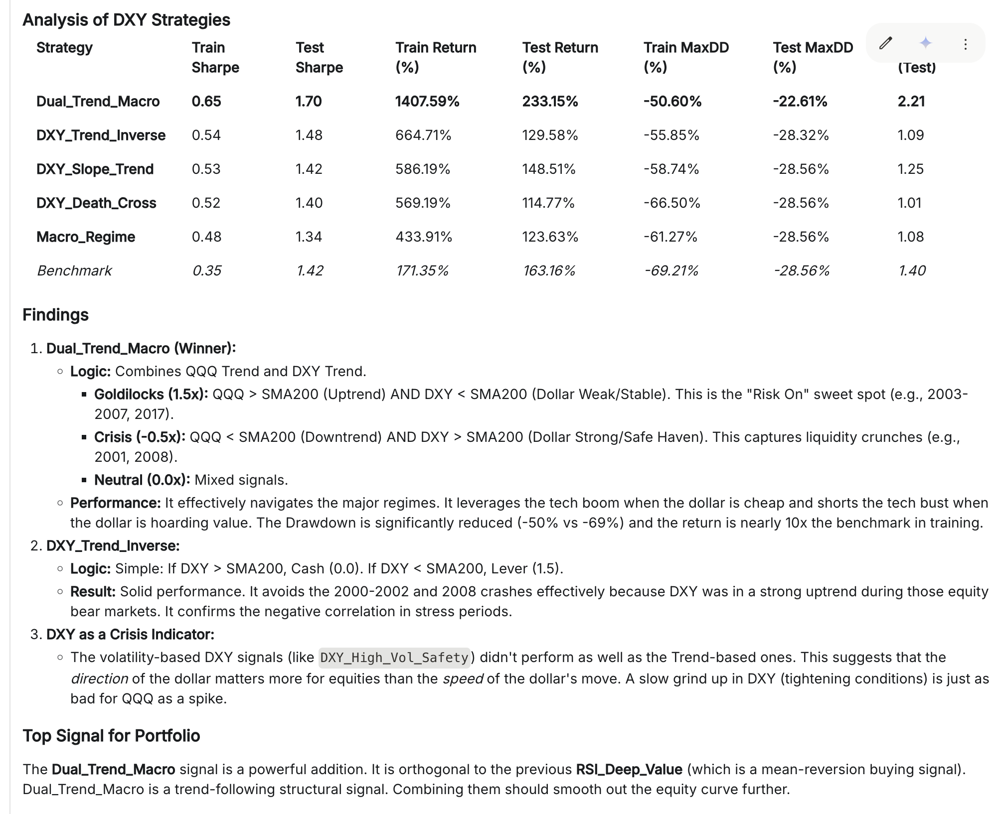 Analysis of DXY Strategies
Strategy Train Sharpe Test Sharpe Train Return (%) Test Return (%) Train MaxDD (%) Test MaxDD (%) (Test)
Dual_Trend_Macro 0.65 1.70 1407.59% 233.15% -50.60% -22.61% 2.21
DXY_Trend_Inverse 0.54 1.48 664.71% 129.58% -55.85% -28.32% 1.09
DXY_Slope_Trend 0.53 1.42 586.19% 148.51% -58.74% -28.56% 1.25
DXY_Death_Cross 0.52 1.40 569.19% 114.77% -66.50% -28.56% 1.01
Macro_Regime 0.48 1.34 433.91% 123.63% -61.27% -28.56% 1.08
Benchmark 0.35 1.42 171.35% 163.16% -69.21% -28.56% 1.40
Findings
1. Dual_Trend_Macro (Winner):
○ Logic: Combines QQQ Trend and DXY Trend.
▪ Goldilocks (1.5x): QQQ > SMA200 (Uptrend) AND DXY < SMA200 (Dollar Weak/Stable). This is the "Risk On" sweet spot (e.g., 2003-
2007, 2017).
▪ Crisis (-0.5x): QQQ < SMA200 (Downtrend) AND DXY > SMA200 (Dollar Strong/Safe Haven). This captures liquidity crunches (e.g.,
2001, 2008).
▪ Neutral (0.0x): Mixed signals.
○ Performance: It effectively navigates the major regimes. It leverages the tech boom when the dollar is cheap and shorts the tech bust when
the dollar is hoarding value. The Drawdown is significantly reduced (-50% vs -69%) and the return is nearly 10x the benchmark in training.
2. DXY_Trend_Inverse:
○ Logic: Simple: If DXY > SMA200, Cash (0.0). If DXY < SMA200, Lever (1.5).
○ Result: Solid performance. It avoids the 2000-2002 and 2008 crashes effectively because DXY was in a strong uptrend during those equity
bear markets. It confirms the negative correlation in stress periods.
3. DXY as a Crisis Indicator:
○ The volatility-based DXY signals (like DXY_High_Vol_Safety) didn't perform as well as the Trend-based ones. This suggests that the
direction of the dollar matters more for equities than the speed of the dollar's move. A slow grind up in DXY (tightening conditions) is just as
bad for QQQ as a spike.
Top Signal for Portfolio
The Dual_Trend_Macro signal is a powerful addition. It is orthogonal to the previous RSI_Deep_Value (which is a mean-reversion buying signal).
Dual_Trend_Macro is a trend-following structural signal. Combining them should smooth out the equity curve further.